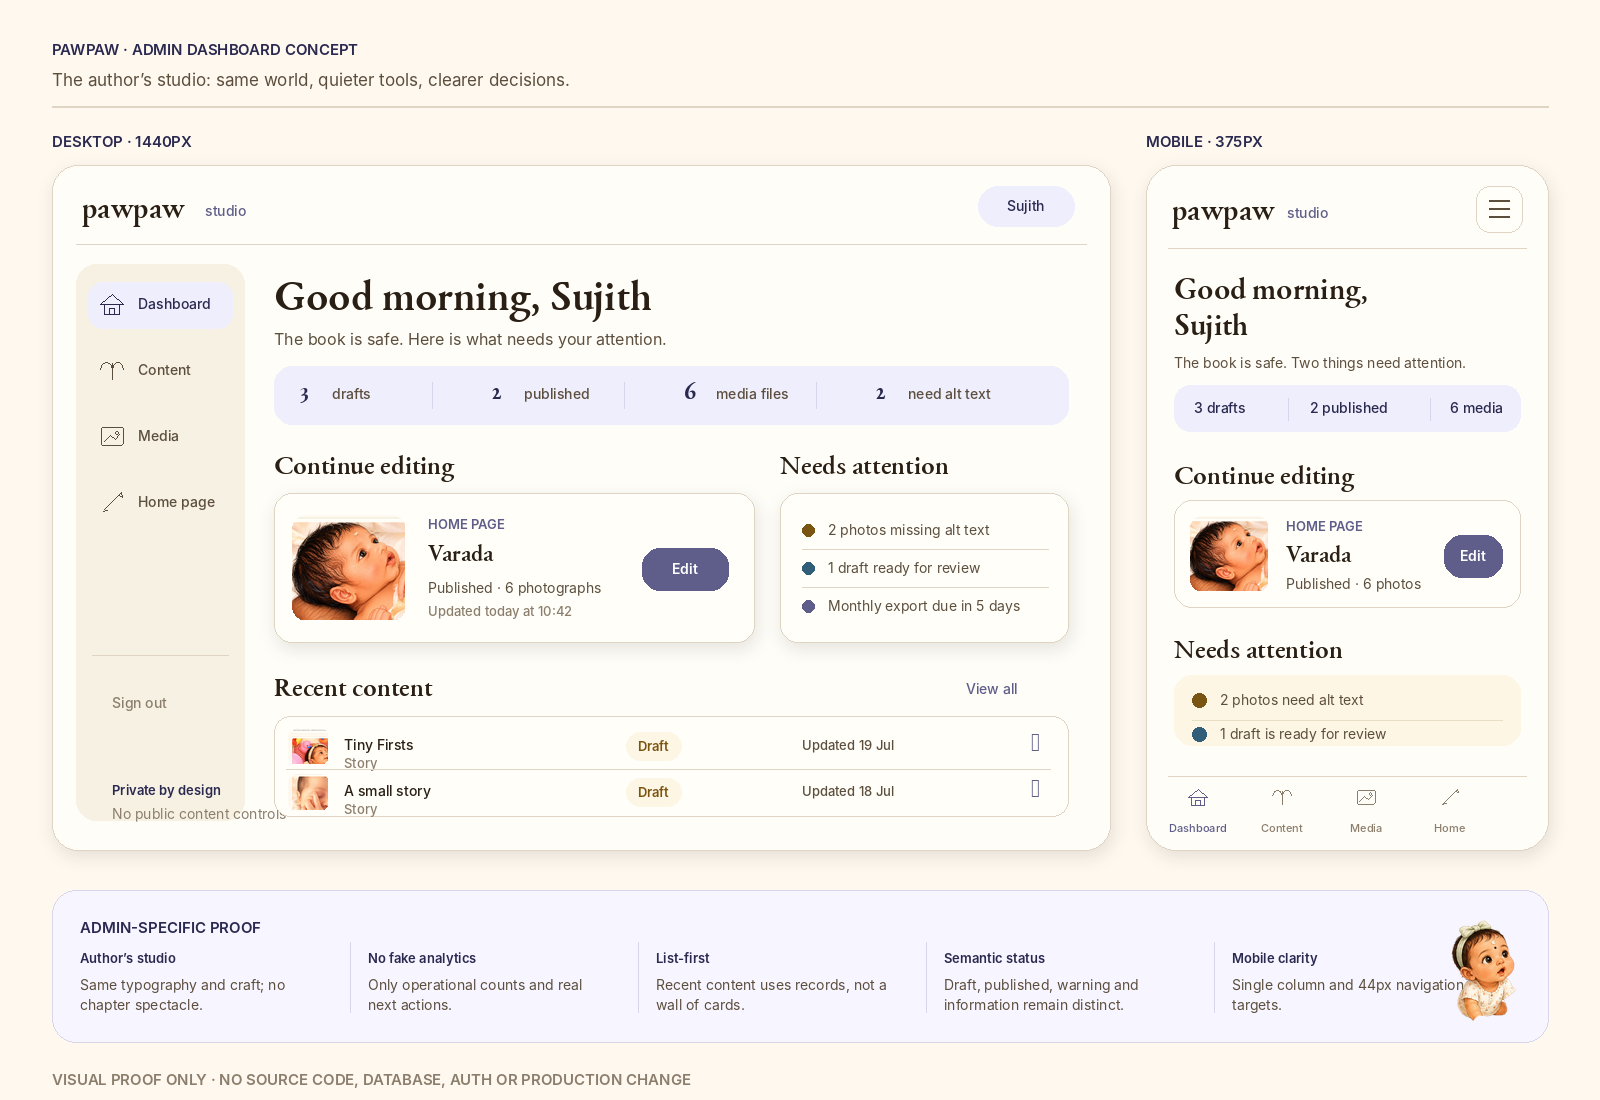 PAWPAW · ADMIN DASHBOARD CONCEPT
The author’s studio: same world, quieter tools, clearer decisions.
DESKTOP · 1440PX
pawpaw studio
Sujith
Dashboard
Content
Media
Home page
Sign out
Private by design
No public content controls
Good morning, Sujith
The book is safe. Here is what needs your attention.
3 drafts
2 published
6 media files
2 need alt text
Continue editing
HOME PAGE
Varada
Published · 6 photographs
Updated today at 10:42
Edit
Needs attention
2 photos missing alt text
1 draft ready for review
Monthly export due in 5 days
Recent content
View all
Tiny Firsts
Story
Draft
Updated 19 Jul
A small story
Story
Draft
Updated 18 Jul
MOBILE · 375PX
pawpaw studio
Good morning,
Sujith
The book is safe. Two things need attention.
3 drafts
2 published
6 media
Continue editing
HOME PAGE
Varada
Published · 6 photos
Edit
Needs attention
2 photos need alt text
1 draft is ready for review
Dashboard
Content
Media
Home
ADMIN-SPECIFIC PROOF
Author’s studio
Same typography and craft; no
chapter spectacle.
No fake analytics
Only operational counts and real
next actions.
List-first
Recent content uses records, not a
wall of cards.
Semantic status
Draft, published, warning and
information remain distinct.
Mobile clarity
Single column and 44px navigation
targets.
VISUAL PROOF ONLY · NO SOURCE CODE, DATABASE, AUTH OR PRODUCTION CHANGE